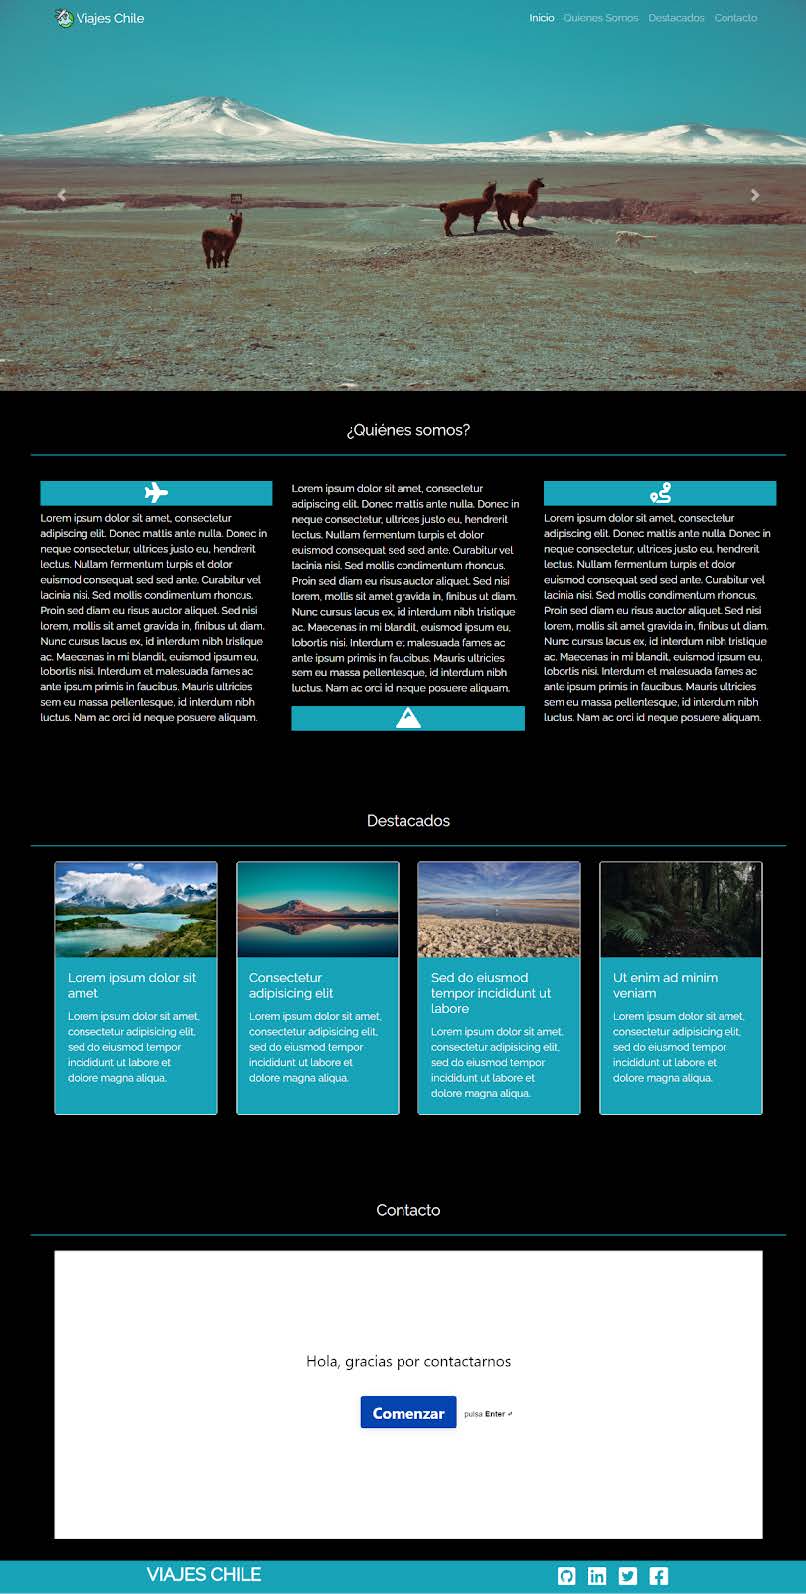 Viajes Chile
Inicio Quienes Somos Destacados Contacto
¿Quiénes somos?
Lorem ipsum dolor sit amet, consectetur
adipiscing elit. Donec mattis ante nulla. Donec in
neque consectetur, ultrices justo eu, hendrerit
lectus. Nullam fermentum turpis et dolor
euismod consequat sed sed ante. Curabitur vel
lacinia nisi. Sed mollis condimentum rhoncus.
Proin sed diam eu risus auctor aliquet. Sed nisi
lorem, mollis sit amet gravida in, finibus ut diam.
Nunc cursus lacus ex, id interdum nibh tristique
ac. Maecenas in mi blandit, euismod ipsum eu,
lobortis nisi. Interdum et malesuada fames ac
ante ipsum primis in faucibus. Mauris ultricies
sem eu massa pellentesque, id interdum nisi
luctus. Nam ac orci id neque posuere aliquam.
Lorem ipsum dolor sit amet, consectetur
adipiscing elit. Donec mattis ante nulla. Donec in
neque consectetur, ultrices justo eu, hendrerit
lectus. Nullam fermentum turpis et dolor
euismod consequat sed sed ante. Curabitur vel
lacinia nisi. Sed mollis condimentum rhoncus.
Proin sed diam eu risus auctor aliquet. Sed nisi
lorem, mollis sit amet gravida in, finibus ut diam.
Nunc cursus lacus ex, id interdum nibh tristique
ac. Maecenas in mi blandit, euismod ipsum eu,
lobortis nisi. Interdum et malesuada fames ac
ante ipsum primis in faucibus. Mauris ultricies
sem eu massa pellentesque, id interdum nisi
luctus. Nam ac orci id neque posuere aliquam.
Lorem ipsum dolor sit amet, consectetur
adipiscing elit. Donec mattis ante nulla. Donec in
neque consectetur, ultrices justo eu, hendrerit
lectus. Nullam fermentum turpis et dolor
euismod consequat sed sed ante. Curabitur vel
lacinia nisi. Sed mollis condimentum rhoncus.
Proin sed diam eu risus auctor aliquet. Sed nisi
lorem, mollis sit amet gravida in, finibus ut diam.
Nunc cursus lacus ex, id interdum nibh tristique
ac. Maecenas in mi blandit, euismod ipsum eu,
lobortis nisi. Interdum et malesuada fames ac
ante ipsum primis in faucibus. Mauris ultricies
sem eu massa pellentesque, id interdum nisi
luctus. Nam ac orci id neque posuere aliquam.
Destacados
Lorem ipsum dolor sit
amet
Lorem ipsum dolor sit amet,
consectetur adipisicing elit,
sed do eiusmod tempor
incididunt ut labore et
dolore magna aliqua.
Consectetur
adipisicing elit
Lorem ipsum dolor sit amet,
consectetur adipisicing elit,
sed do eiusmod tempor
incididunt ut labore et
dolore magna aliqua.
Sed do eiusmod
tempor incididunt ut
labore
Lorem ipsum dolor sit amet,
consectetur adipisicing elit,
sed do eiusmod tempor
incididunt ut labore et
dolore magna aliqua.
Ut enim ad minim
veniam
Lorem ipsum dolor sit amet,
consectetur adipisicing elit,
sed do eiusmod tempor
incididunt ut labore et
dolore magna aliqua.
Contacto
Hola, gracias por contactarnos
Comenzar
pulsa Enter ↵
VIAJES CHILE